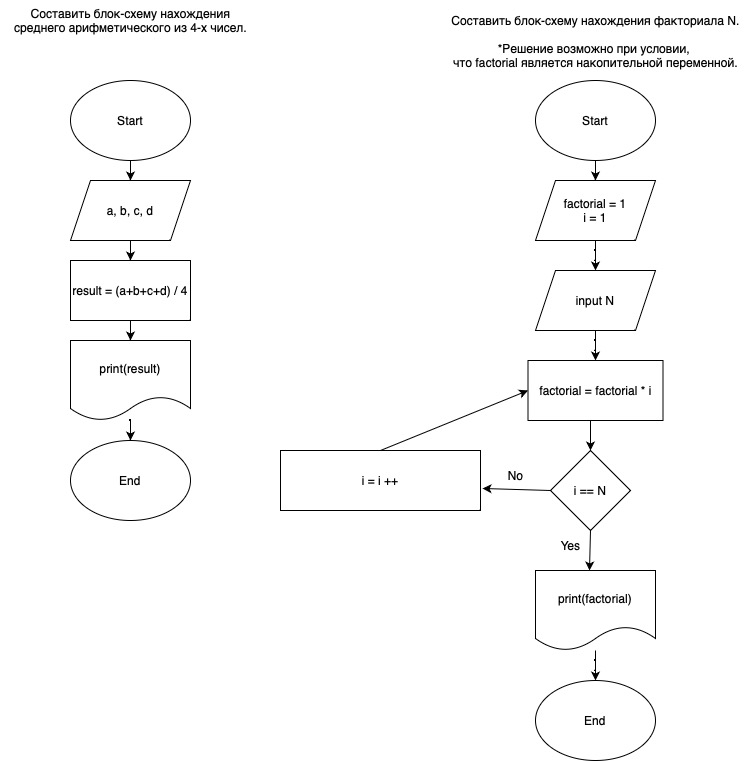 Составить блок-схему нахождения
среднего арифметического из 4-х чисел.
Start
a, b, c, d
result = (a+b+c+d) / 4
print(result)
End
Составить блок-схему нахождения факториала N.
*Решение возможно при условии,
что factorial является накопительной переменной.
Start
factorial = 1
i = 1
input N
factorial = factorial * i
i = i ++
No
i == N
Yes
print(factorial)
End